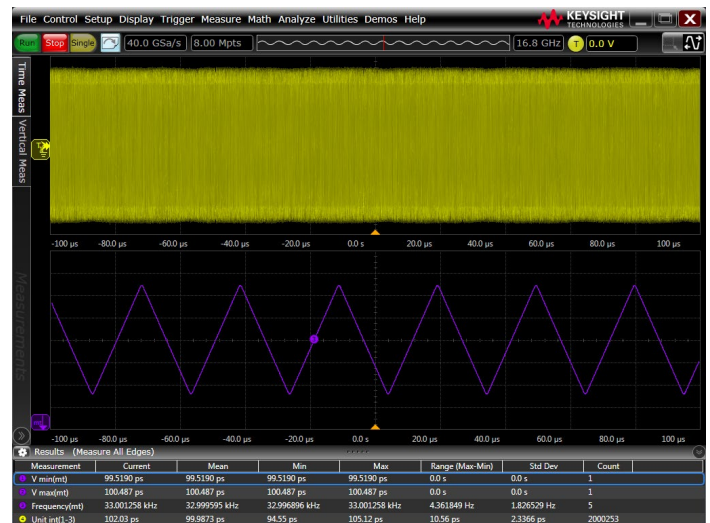 File Control Setup Display Trigger Measure Math Analyze Utilities Demos Help
KEYSIGHT
TECHNOLOGIES
Run Stop Single 40.0 GSa/s 8.00 Mpts 16.8 GHz T 0.0 V
Time Meas
Vertical Meas
Measurements
-100 µs -80.0 µs -60.0 µs -40.0 µs -20.0 µs 0.0 s 20.0 µs 40.0 µs 60.0 µs 80.0 µs 100 µs
-100 µs -80.0 µs -60.0 µs -40.0 µs -20.0 µs 0.0 s 20.0 µs 40.0 µs 60.0 µs 80.0 µs 100 µs
Results (Measure All Edges)
Measurement Current Mean Min Max Range (Max-Min) Std Dev Count
V min(mt) 99.5190 ps 99.5190 ps 99.5190 ps 99.5190 ps 0.0 s 0.0 s 1
V max(mt) 100.487 ps 100.487 ps 100.487 ps 100.487 ps 0.0 s 0.0 s 1
Frequency(mt) 33.001258 kHz 32.999595 kHz 32.996896 kHz 33.001258 kHz 4.361849 Hz 1.826529 Hz 5
Unit int(1-3) 102.03 ps 99.9873 ps 94.55 ps 105.12 ps 10.56 ps 2.3366 ps 2000253